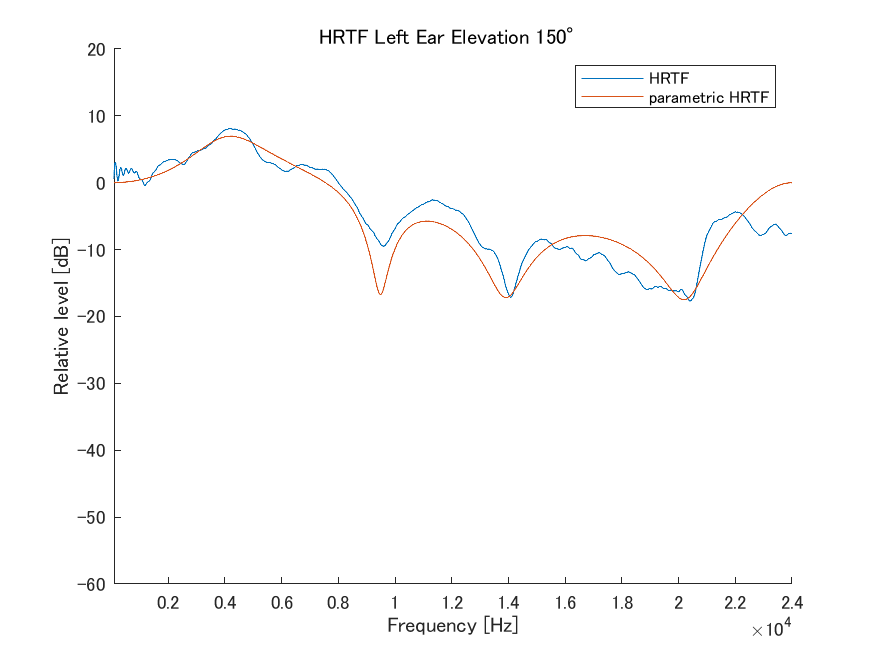 HRTF Left Ear Elevation 150°
HRTF
parametric HRTF
20
10
0
−10
−20
−30
−40
−50
−60
Relative level [dB]
0.2 0.4 0.6 0.8 1 1.2 1.4 1.6 1.8 2 2.2 2.4
Frequency [Hz]
×10⁴